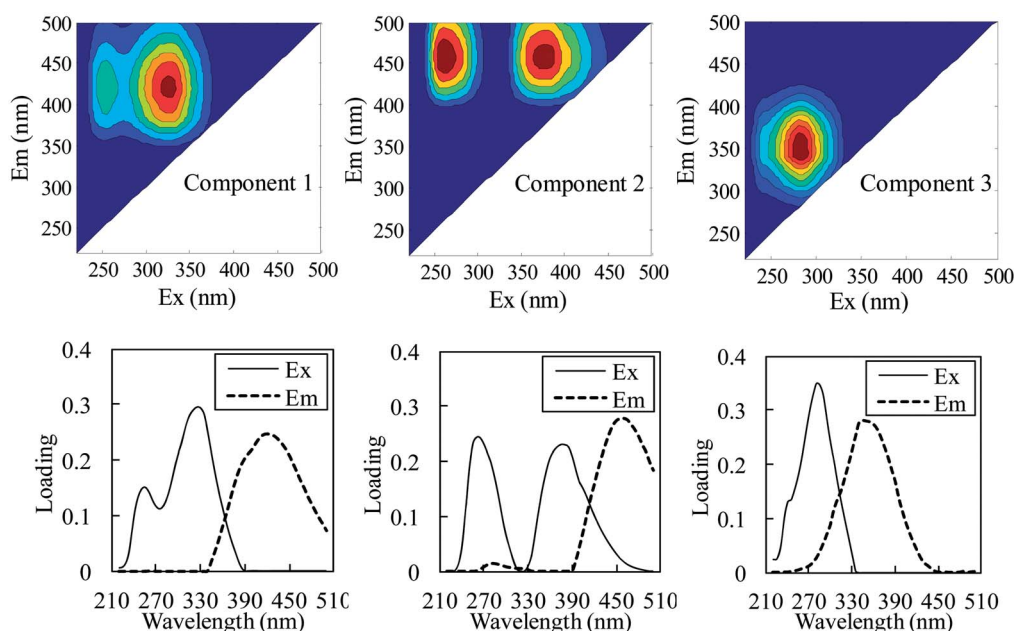 500
450
400
350
300
250
Em (nm)
Component 1
250 300 350 400 450 500
Ex (nm)
500
450
400
350
300
250
Em (nm)
Component 2
250 300 350 400 450 500
Ex (nm)
500
450
400
350
300
250
200
Em (nm)
Component 3
250 300 350 400 450 500
Ex (nm)
0.4
0.3
0.2
0.1
0
Loading
Ex
Em
210 270 330 390 450 510
Wavelength (nm)
0.4
0.3
0.2
0.1
0
Loading
Ex
Em
210 270 330 390 450 510
Wavelength (nm)
0.4
0.3
0.2
0.1
0
Loading
Ex
Em
210 270 330 390 450 510
Wavelength (nm)